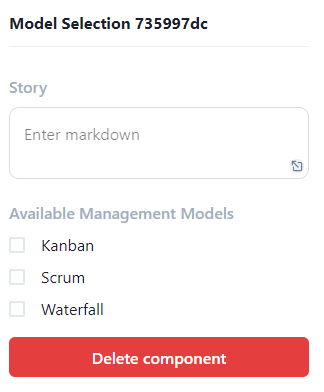 Model Selection 735997dc
Story
Enter markdown
Available Management Models
Kanban
Scrum
Waterfall
Delete component